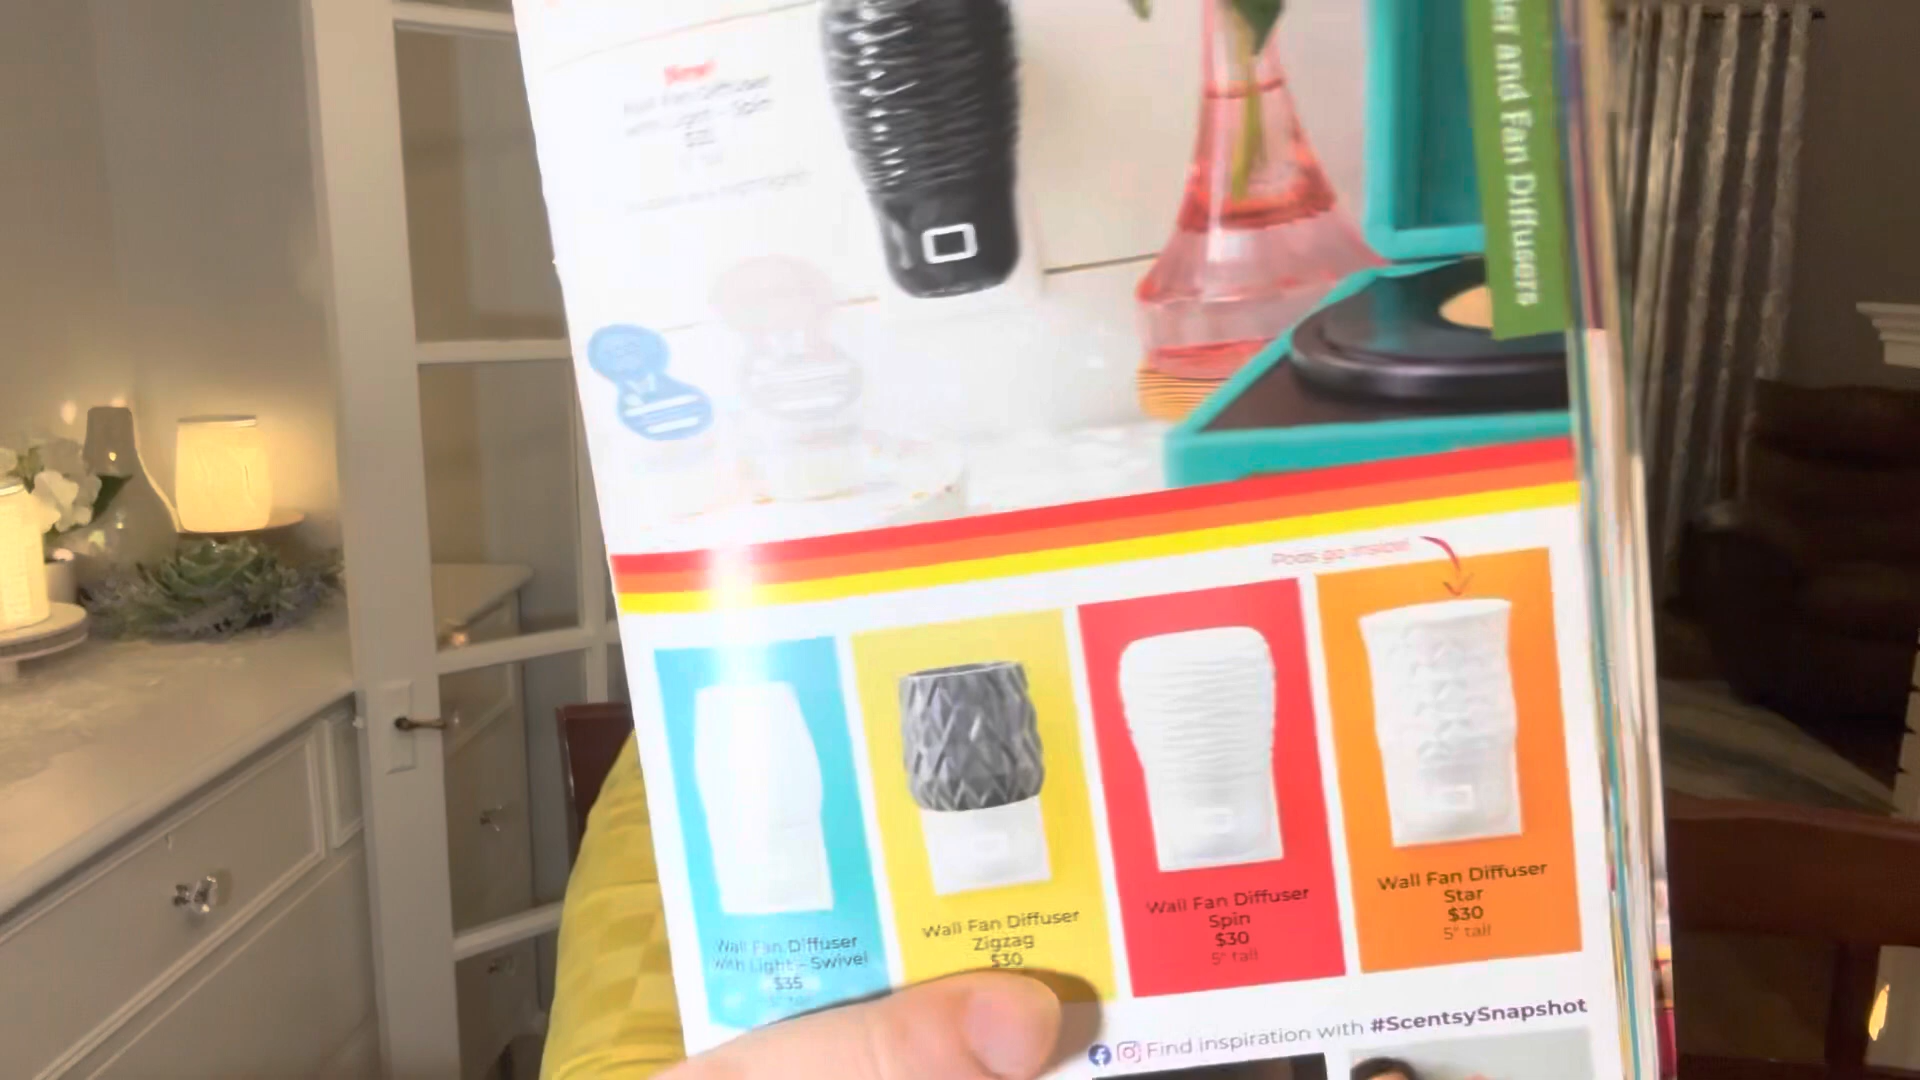 er and Fan Diffusers
New!
Wall Fan Diffuser
with Light – Spin
Pods go inside!
Wall Fan Diffuser
With Light – Swivel
$35
Wall Fan Diffuser
Zigzag
$30
Wall Fan Diffuser
Spin
$30
5" tall
Wall Fan Diffuser
Star
$30
5" tall
Find inspiration with #ScentsySnapshot